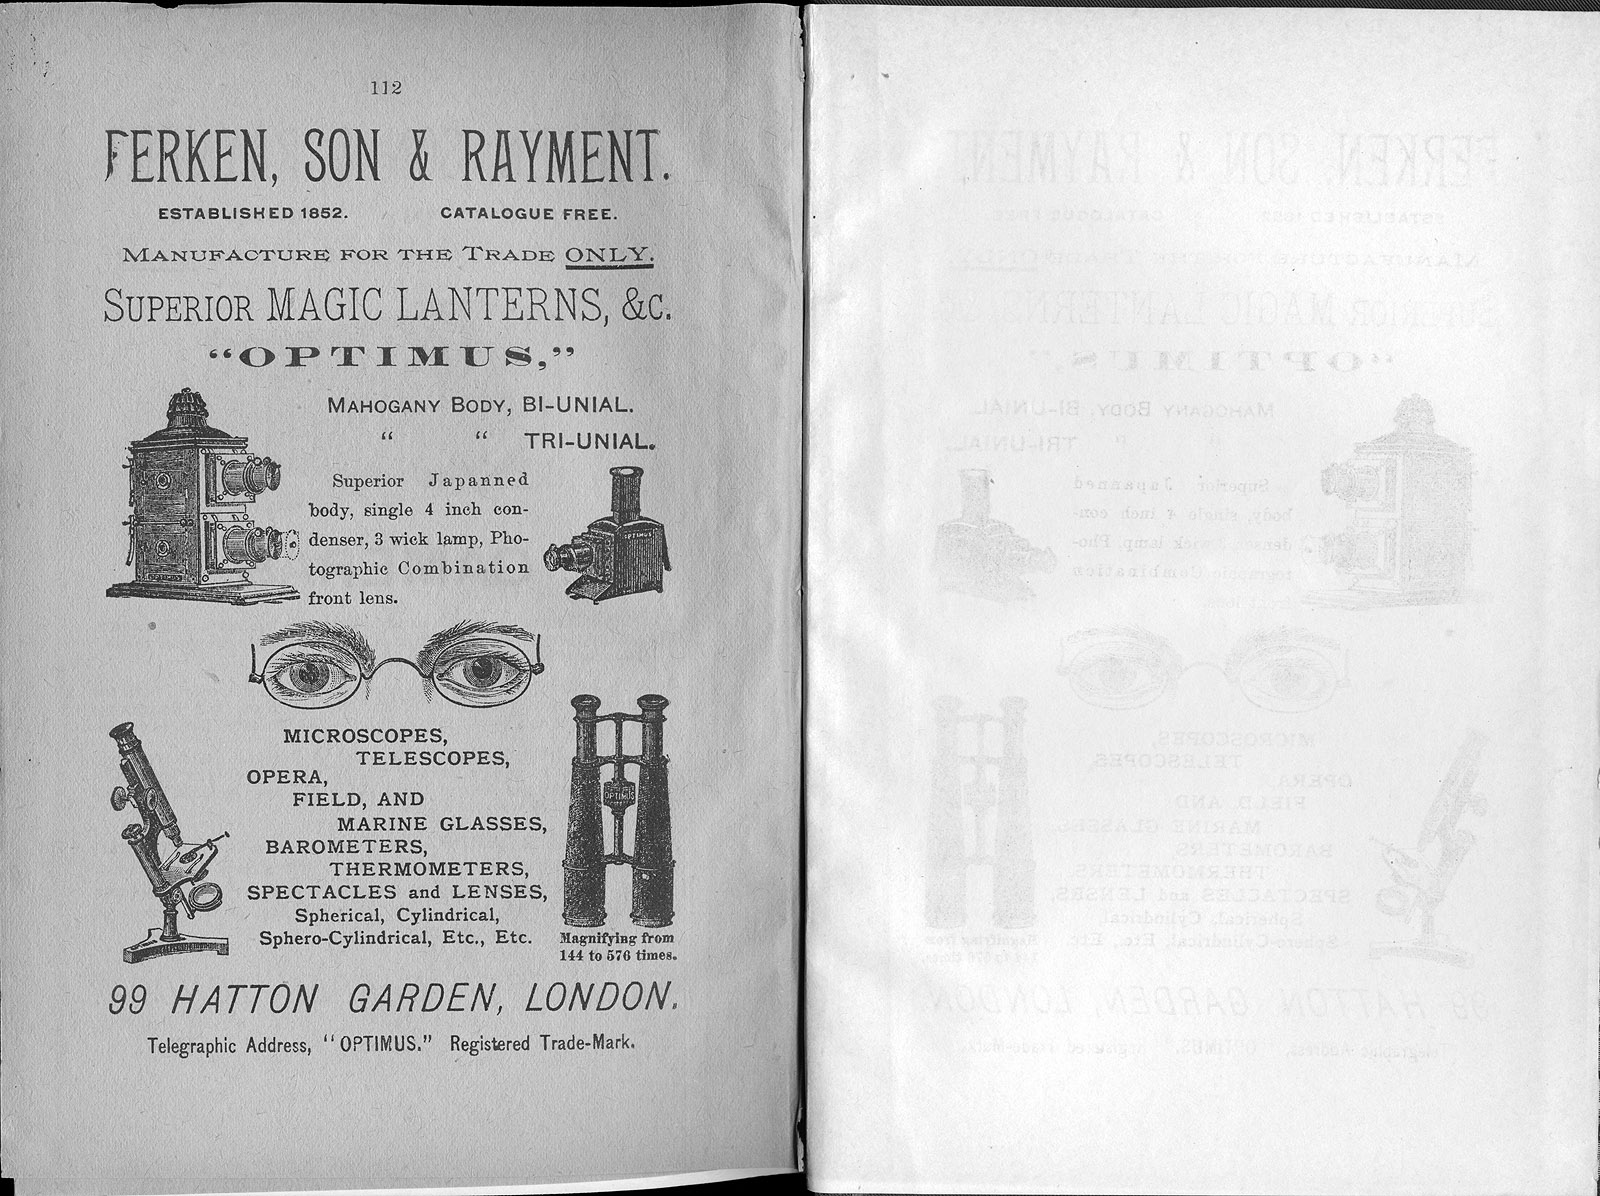 112
FERKEN, SON & RAYMENT.
ESTABLISHED 1852. CATALOGUE FREE.
MANUFACTURE FOR THE TRADE ONLY.
SUPERIOR MAGIC LANTERNS, &C.
"OPTIMUS,"
MAHOGANY BODY, BI-UNIAL.
" " TRI-UNIAL.
Superior Japanned
body, single 4 inch con-
denser, 3 wick lamp, Pho-
tographic Combination
front lens.
OPTIMUS
MICROSCOPES,
TELESCOPES,
OPERA,
FIELD, AND
MARINE GLASSES,
BAROMETERS,
THERMOMETERS,
SPECTACLES and LENSES,
Spherical, Cylindrical,
Sphero-Cylindrical, Etc., Etc.
OPTIMUS
Magnifying from
144 to 576 times.
99 HATTON GARDEN, LONDON.
Telegraphic Address, "OPTIMUS." Registered Trade-Mark.